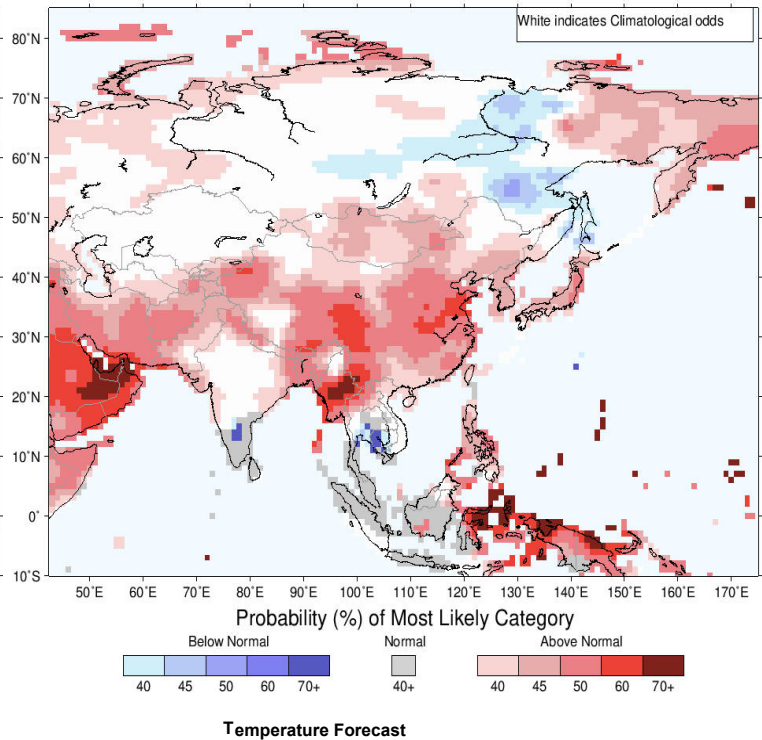 White indicates Climatological odds
80˚N
70˚N
60˚N
50˚N
40˚N
30˚N
20˚N
10˚N
0˚
10˚S
50˚E 60˚E 70˚E 80˚E 90˚E 100˚E 110˚E 120˚E 130˚E 140˚E 150˚E 160˚E 170˚E
Probability (%) of Most Likely Category
Below Normal Normal Above Normal
40 45 50 60 70+ 40+ 40 45 50 60 70+
Temperature Forecast